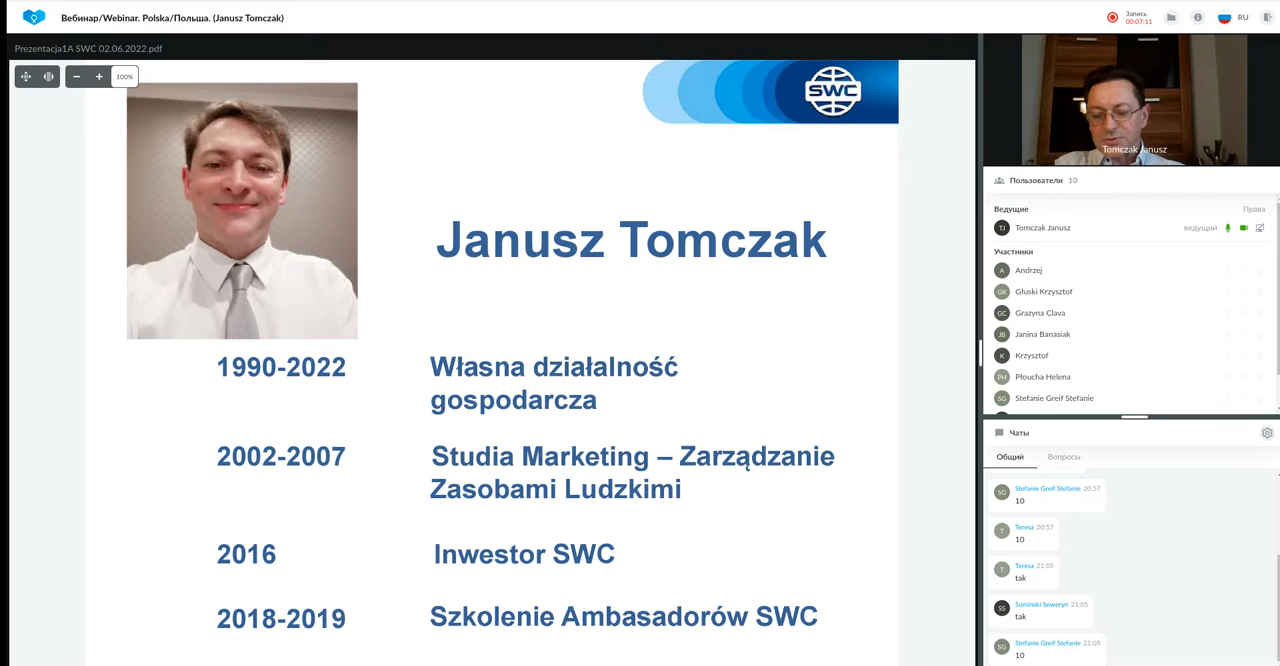 Вебинар/Webinar. Polska/Польша. (Janusz Tomczak)
Запись
00:07:11
RU
Prezentacja1A SWC 02.06.2022.pdf
100%
SWC
Janusz Tomczak
1990-2022
Własna działalność
gospodarcza
2002-2007
Studia Marketing – Zarządzanie
Zasobami Ludzkimi
2016
Inwestor SWC
2018-2019
Szkolenie Ambasadorów SWC
Tomczak Janusz
Пользователи 10
Ведущие
Права
TJ
Tomczak Janusz
ведущий
Участники
A
Andrzej
GK
Głuski Krzysztof
GC
Grazyna Clava
JB
Janina Banasiak
K
Krzysztof
PH
Płoucha Helena
SG
Stefanie Greif Stefanie
Чаты
Общий
Вопросы
SG
Stefanie Greif Stefanie 20:57
10
T
Teresa 20:57
10
T
Teresa 21:05
tak
SS
Suminski Seweryn 21:05
tak
SG
Stefanie Greif Stefanie 21:05
10